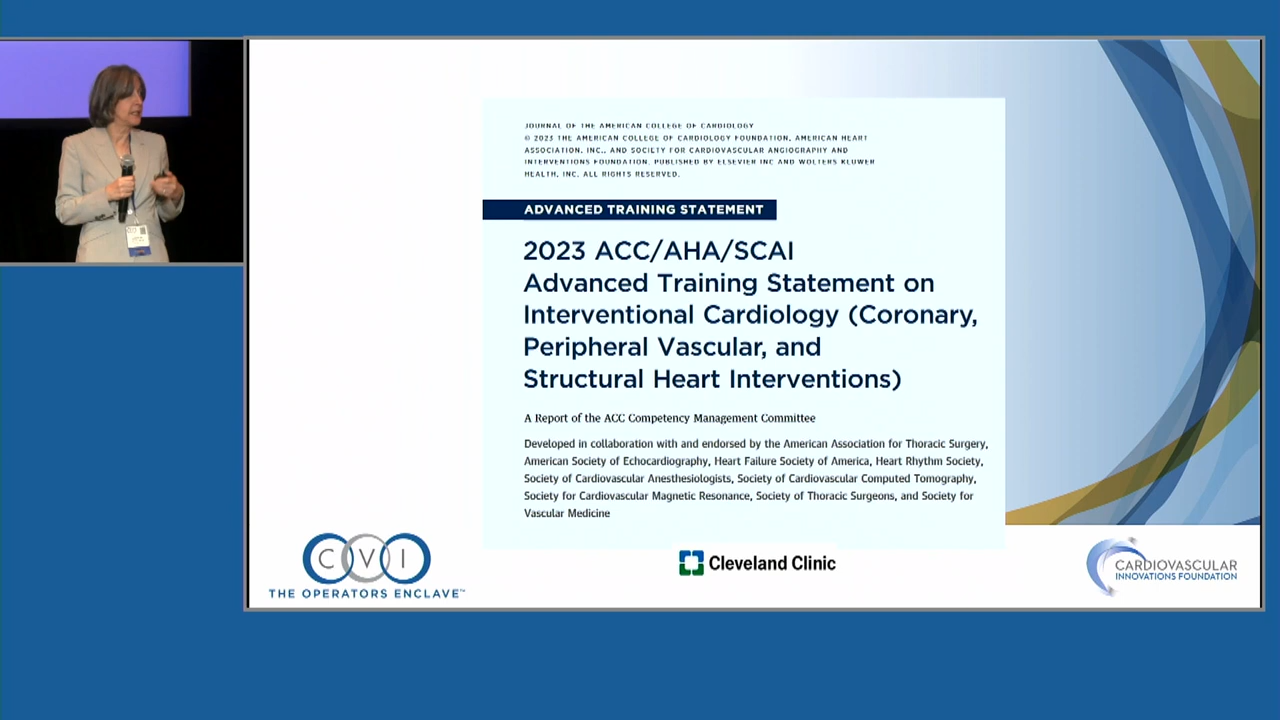 JOURNAL OF THE AMERICAN COLLEGE OF CARDIOLOGY
© 2023 THE AMERICAN COLLEGE OF CARDIOLOGY FOUNDATION, AMERICAN HEART
ASSOCIATION, INC., AND SOCIETY FOR CARDIOVASCULAR ANGIOGRAPHY AND
INTERVENTIONS FOUNDATION. PUBLISHED BY ELSEVIER INC AND WOLTERS KLUWER
HEALTH, INC. ALL RIGHTS RESERVED.
ADVANCED TRAINING STATEMENT
2023 ACC/AHA/SCAI
Advanced Training Statement on
Interventional Cardiology (Coronary,
Peripheral Vascular, and
Structural Heart Interventions)
A Report of the ACC Competency Management Committee
Developed in collaboration with and endorsed by the American Association for Thoracic Surgery,
American Society of Echocardiography, Heart Failure Society of America, Heart Rhythm Society,
Society of Cardiovascular Anesthesiologists, Society of Cardiovascular Computed Tomography,
Society for Cardiovascular Magnetic Resonance, Society of Thoracic Surgeons, and Society for
Vascular Medicine
CVI
THE OPERATORS ENCLAVE™
Cleveland Clinic
CARDIOVASCULAR
INNOVATIONS FOUNDATION